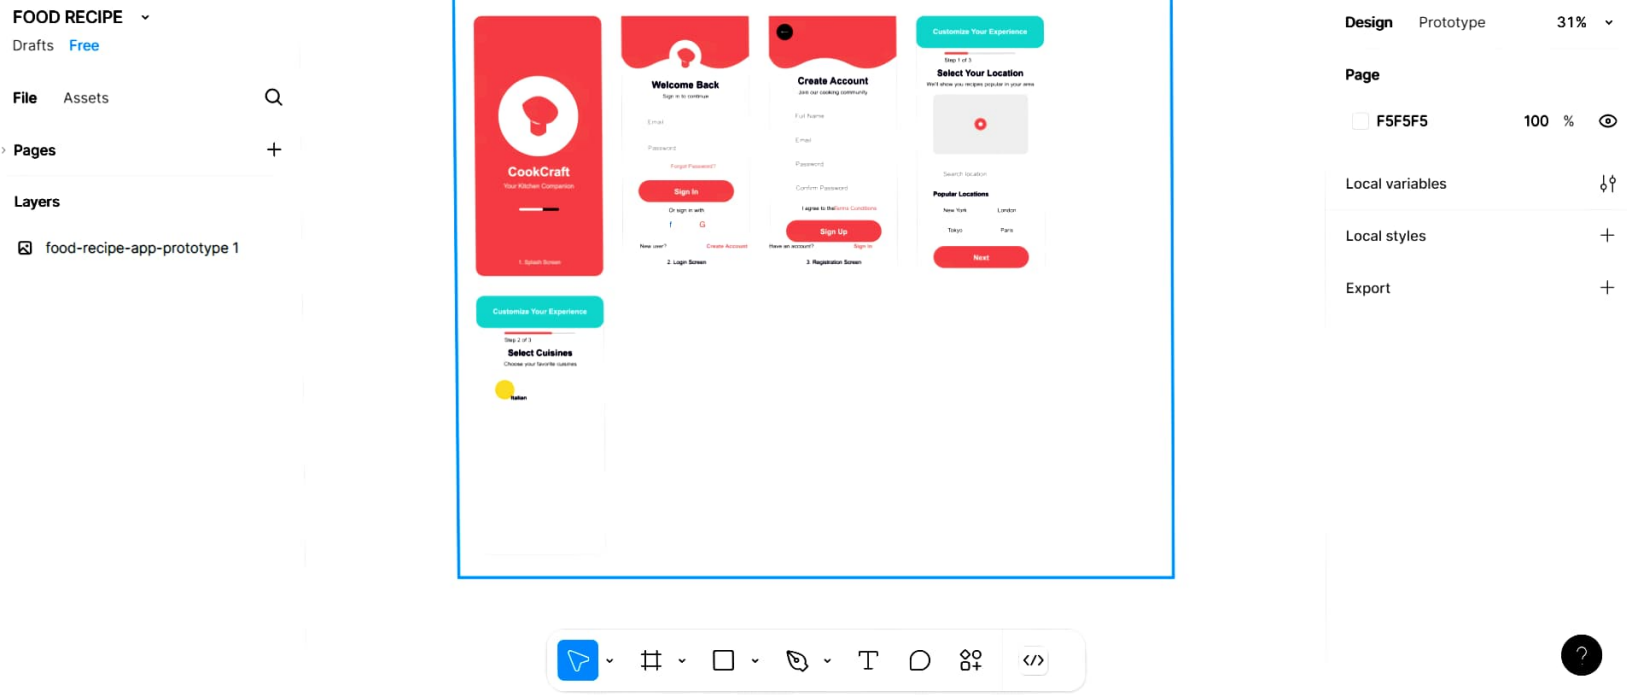 FOOD RECIPE
Drafts Free
File Assets
Pages
Layers
food-recipe-app-prototype 1
CookCraft
Your Kitchen Companion
1. Splash Screen
Welcome Back
Sign in to continue
Email
Password
Forgot Password?
Sign In
Or sign in with
f G
New user? Create Account
2. Login Screen
Create Account
Join our cooking community
Full Name
Email
Password
Confirm Password
I agree to the Terms Conditions
Sign Up
Have an account? Sign In
3. Registration Screen
Customize Your Experience
Step 1 of 3
Select Your Location
We'll show you recipes popular in your area
Search location
Popular Locations
New York London
Tokyo Paris
Next
Customize Your Experience
Step 2 of 3
Select Cuisines
Choose your favorite cuisines
Italian
Design Prototype 31%
Page
F5F5F5 100 %
Local variables
Local styles
Export